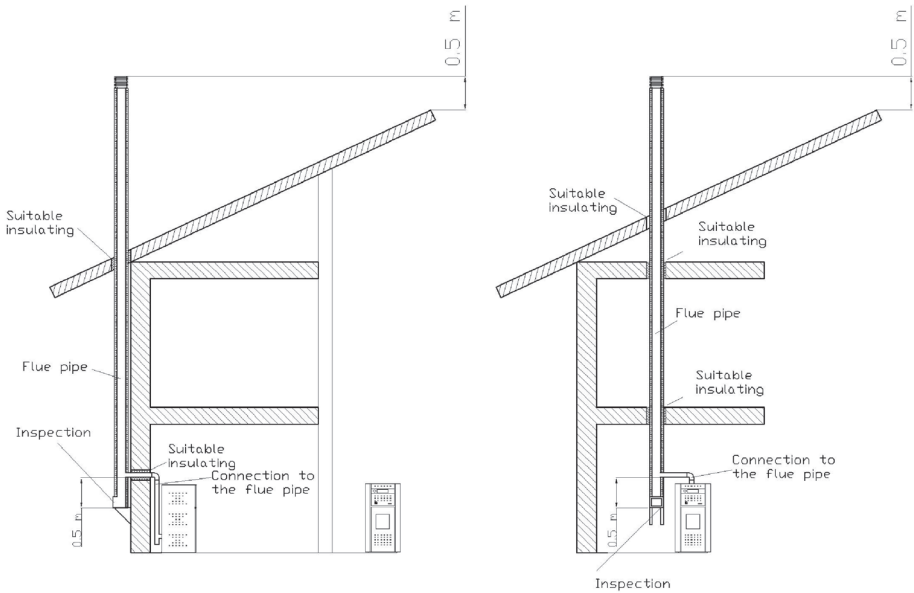 0.5 m
Suitable
insulating
Flue pipe
Inspection
Suitable
insulating
Connection to
the flue pipe
0.5 m
0.5 m
Suitable
insulating
Suitable
insulating
Flue pipe
Suitable
insulating
Connection to
the flue pipe
0.5 m
Inspection